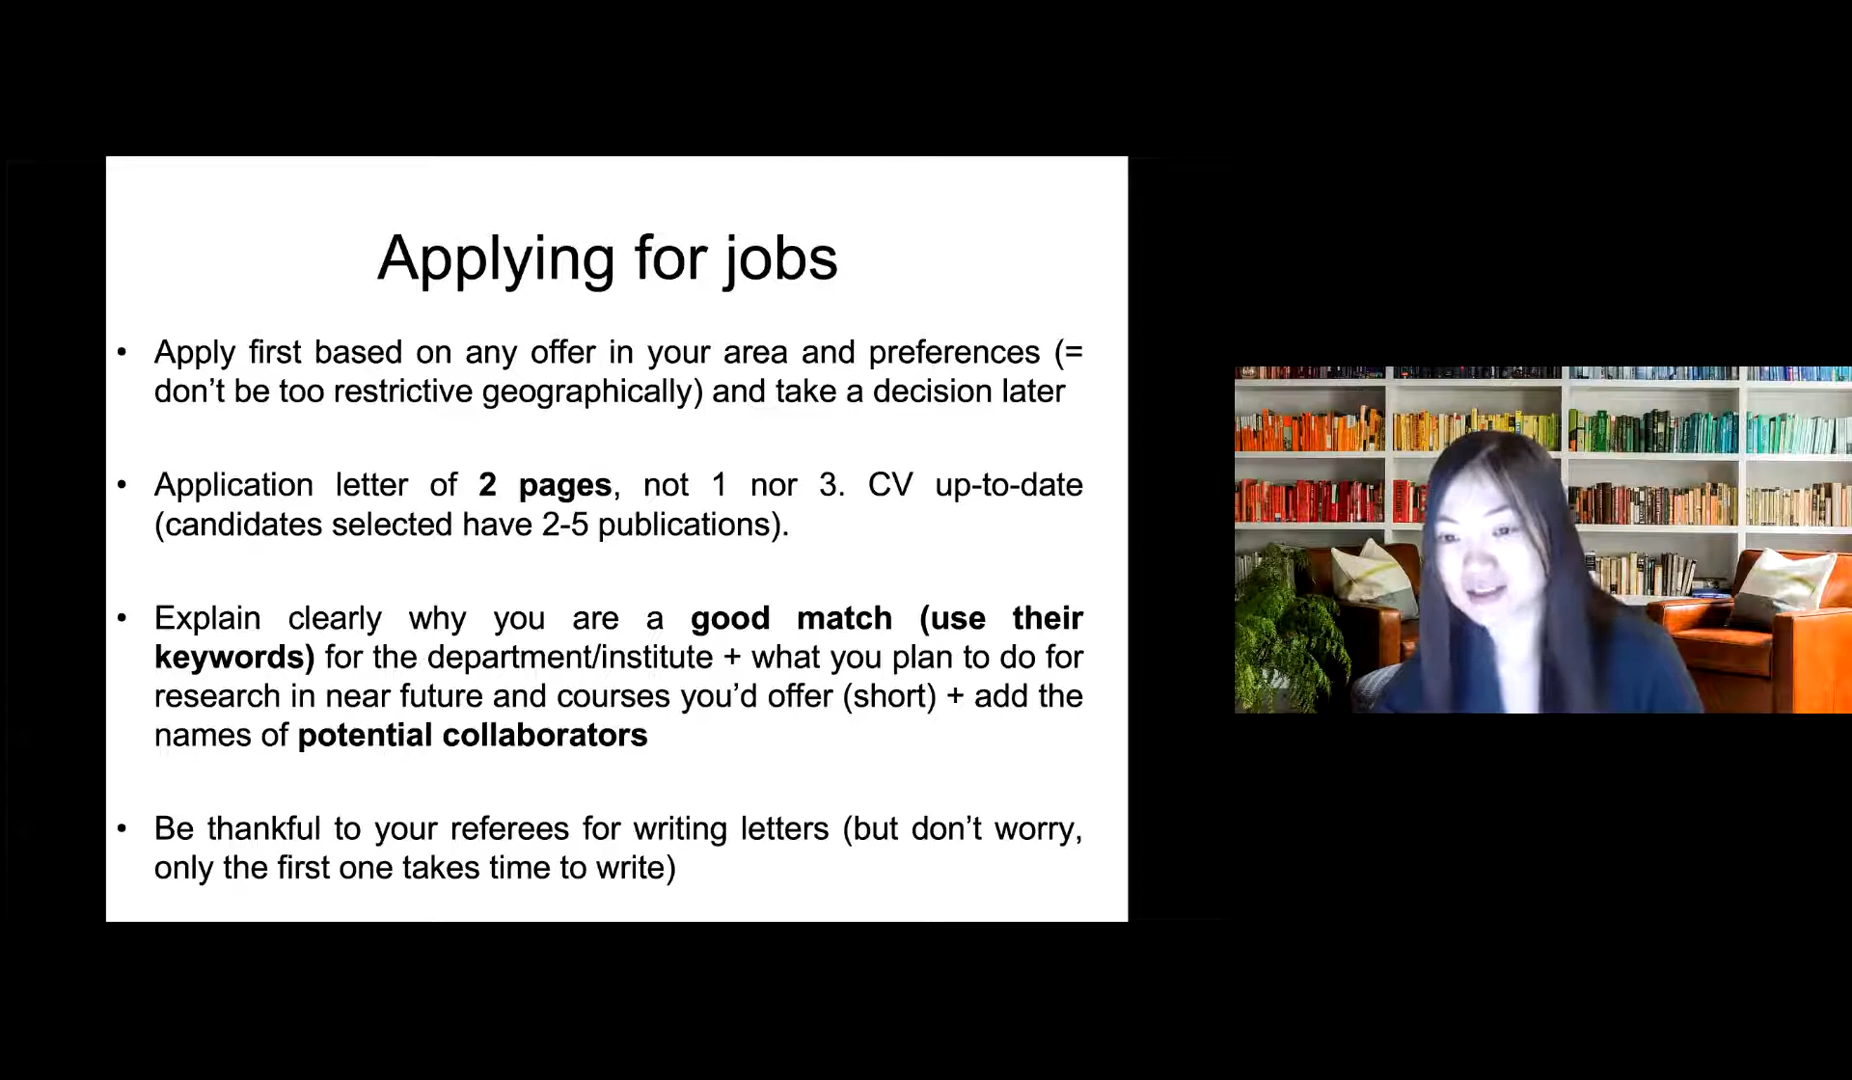 Applying for jobs
• Apply first based on any offer in your area and preferences (=
don’t be too restrictive geographically) and take a decision later
• Application letter of 2 pages, not 1 nor 3. CV up-to-date
(candidates selected have 2-5 publications).
• Explain clearly why you are a good match (use their
keywords) for the department/institute + what you plan to do for
research in near future and courses you’d offer (short) + add the
names of potential collaborators
• Be thankful to your referees for writing letters (but don’t worry,
only the first one takes time to write)